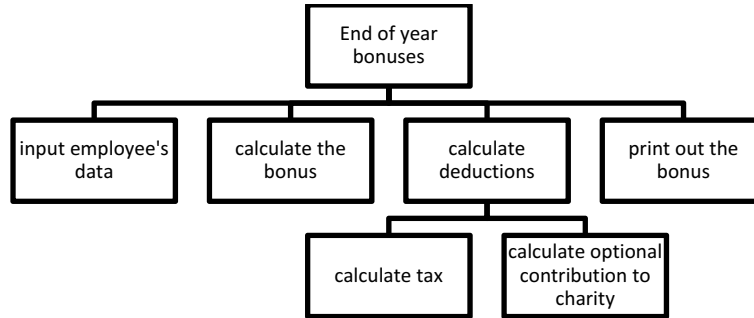 End of year
bonuses
input employee's
data
calculate the
bonus
calculate
deductions
print out the
bonus
calculate tax
calculate optional
contribution to
charity